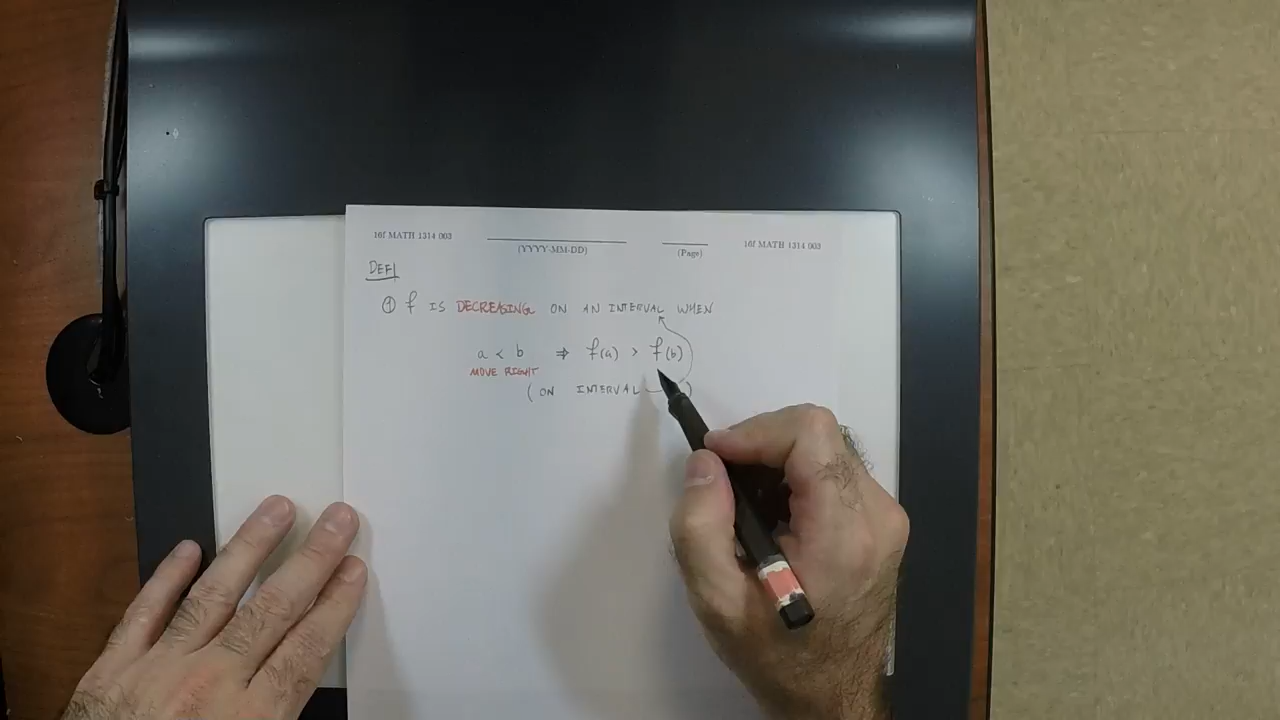 16f MATH 1314 003 (YYYY-MM-DD) (Page) 16f MATH 1314 003
DEF
① f IS DECREASING ON AN INTERVAL WHEN
a < b ⇒ f(a) > f(b)
MOVE RIGHT
(ON INTERVAL)